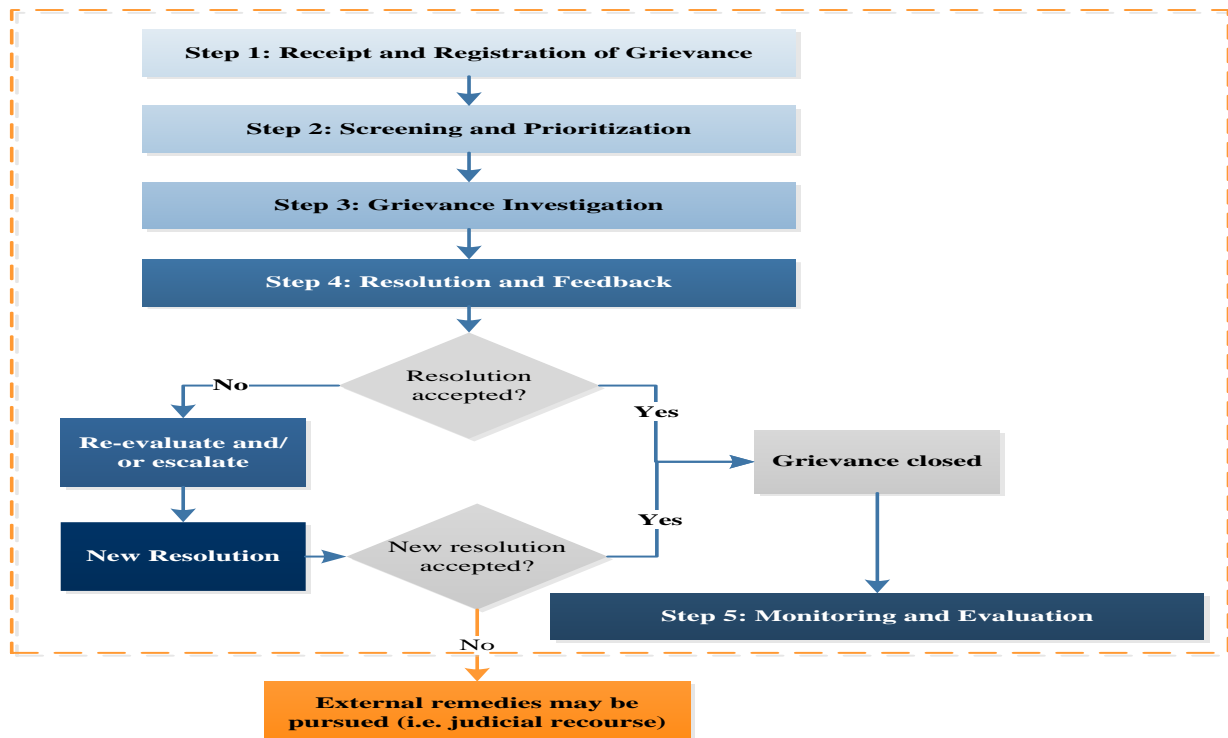 Step 1: Receipt and Registration of Grievance
Step 2: Screening and Prioritization
Step 3: Grievance Investigation
Step 4: Resolution and Feedback
Resolution
accepted?
No
Yes
Re-evaluate and/
or escalate
Grievance closed
Yes
New Resolution
New resolution
accepted?
Step 5: Monitoring and Evaluation
No
External remedies may be
pursued (i.e. judicial recourse)